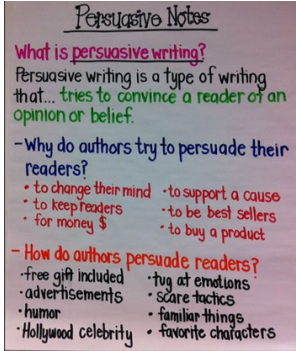 Persuasive Notes
What is persuasive writing?
Persuasive writing is a type of writing
that... tries to convince a reader of an
opinion or belief.
- Why do authors try to persuade their
readers?
• to change their mind
• to keep readers
• for money $
• to support a cause
• to be best sellers
• to buy a product
- How do authors persuade readers?
• free gift included
• advertisements
• humor
• Hollywood celebrity
• tug at emotions
• scare tactics
• familiar things
• favorite characters